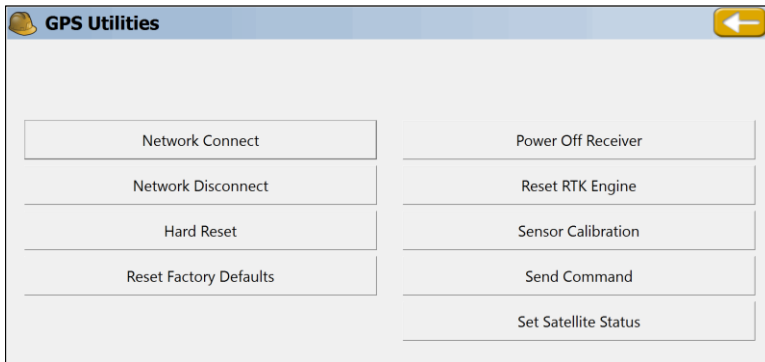 GPS Utilities
Network Connect
Power Off Receiver
Network Disconnect
Reset RTK Engine
Hard Reset
Sensor Calibration
Reset Factory Defaults
Send Command
Set Satellite Status